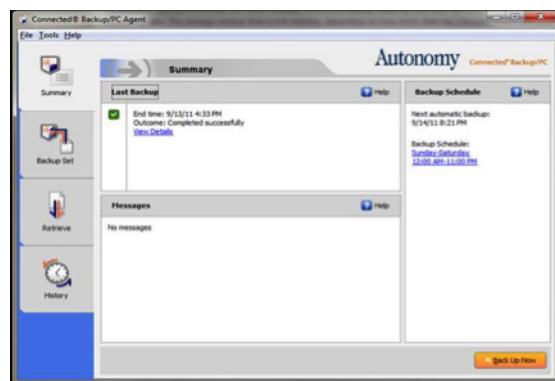 Connected® Backup/PC Agent
File Tools Help
Summary
Backup Set
Retrieve
History
Summary
Autonomy Connected® Backup/PC
Last Backup
Help
End time: 9/13/11 4:33 PM
Outcome: Completed successfully
View Details
Messages
Help
No messages
Backup Schedule
Help
Next automatic backup:
9/14/11 8:21 PM
Backup Schedule:
Sunday-Saturday
12:00 AM-11:00 PM
Back Up Now